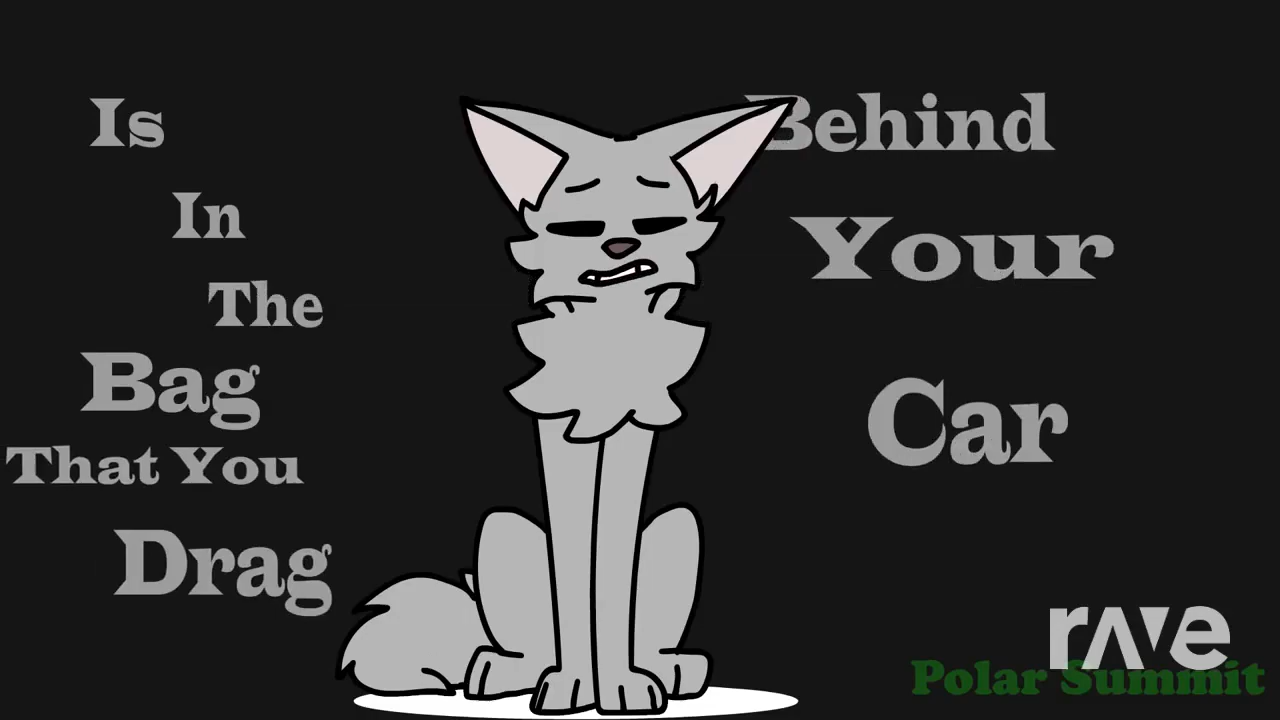 Is
In
The
Bag
That You
Drag
Behind
Your
Car
rave
Polar Summit